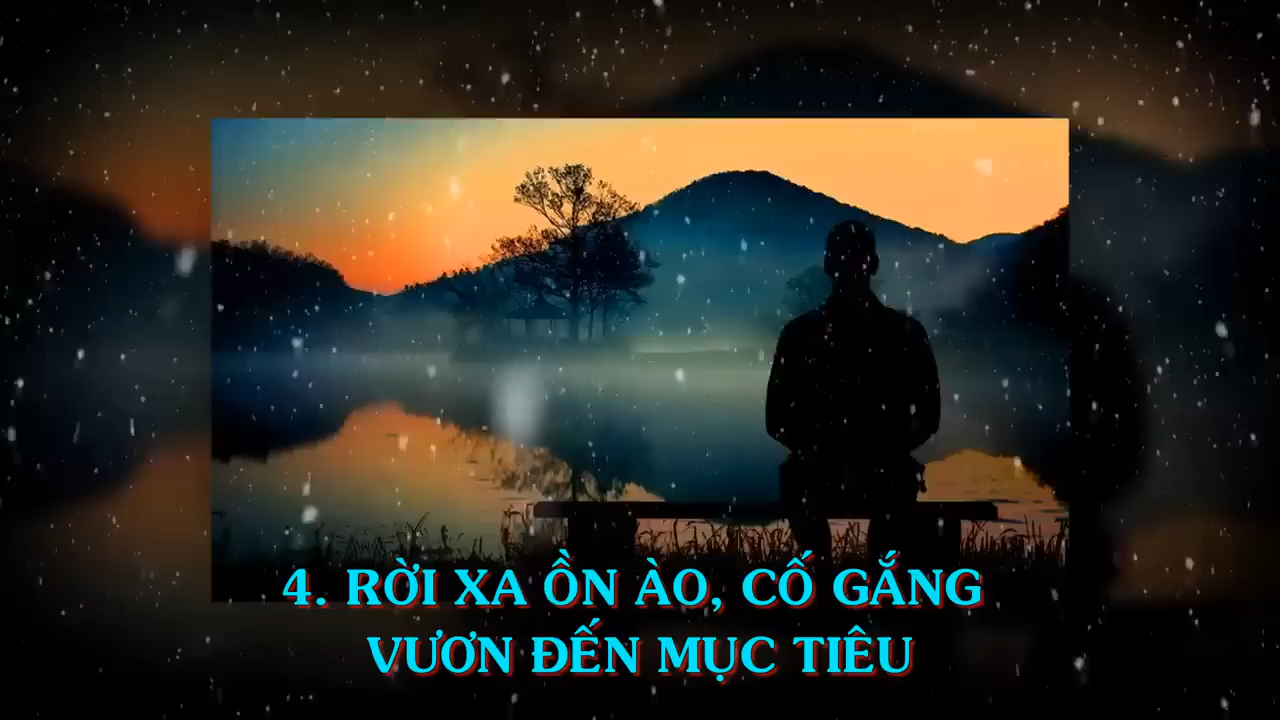 4. RỜI XA ỒN ÀO, CỐ GẮNG
VƯƠN ĐẾN MỤC TIÊU